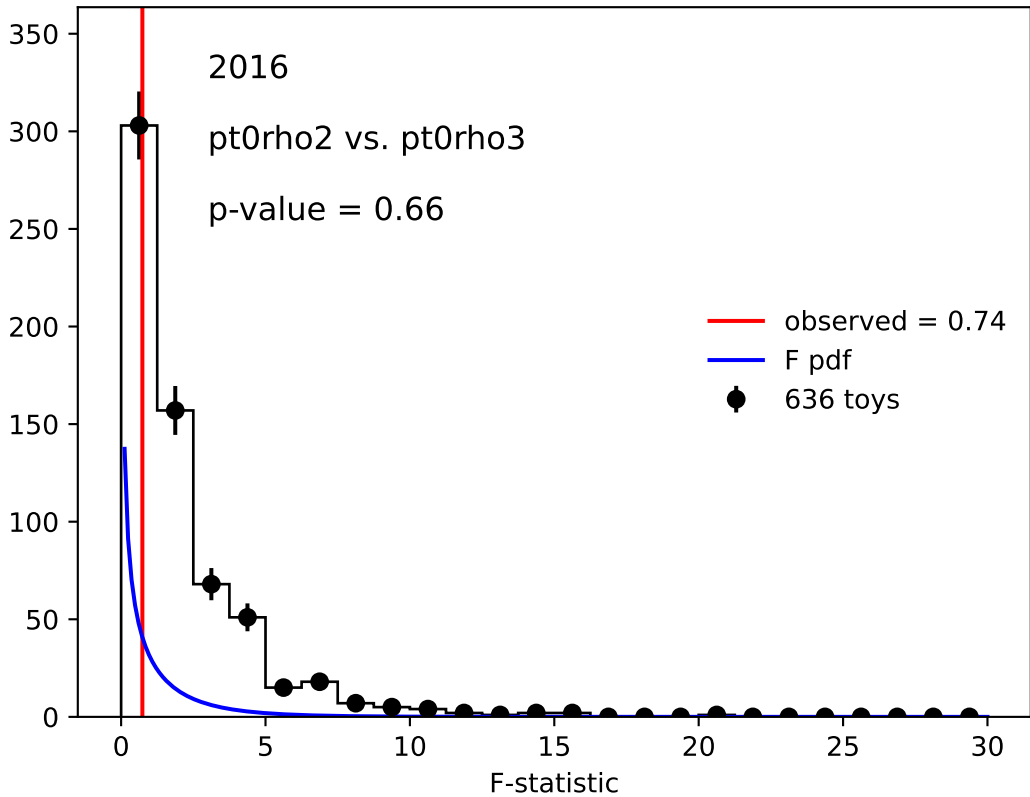 350
300
250
200
150
100
50
0
2016
pt0rho2 vs. pt0rho3
p-value = 0.66
observed = 0.74
F pdf
636 toys
0 5 10 15 20 25 30
F-statistic